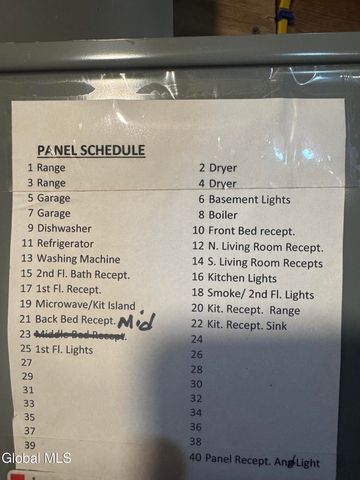 PANEL SCHEDULE
1 Range 2 Dryer
3 Range 4 Dryer
5 Garage 6 Basement Lights
7 Garage 8 Boiler
9 Dishwasher 10 Front Bed recept.
11 Refrigerator 12 N. Living Room Recept.
13 Washing Machine 14 S. Living Room Recepts
15 2nd Fl. Bath Recept. 16 Kitchen Lights
17 1st Fl. Recept. 18 Smoke/ 2nd Fl. Lights
19 Microwave/Kit Island 20 Kit. Recept. Range
21 Back Bed Recept. Mid 22 Kit. Recept. Sink
23 Middle Bed Recept. 24
25 1st Fl. Lights 26
27 28
29 30
31 32
33 34
35 36
37 38
39 40 Panel Recept. And Light
Global MLS